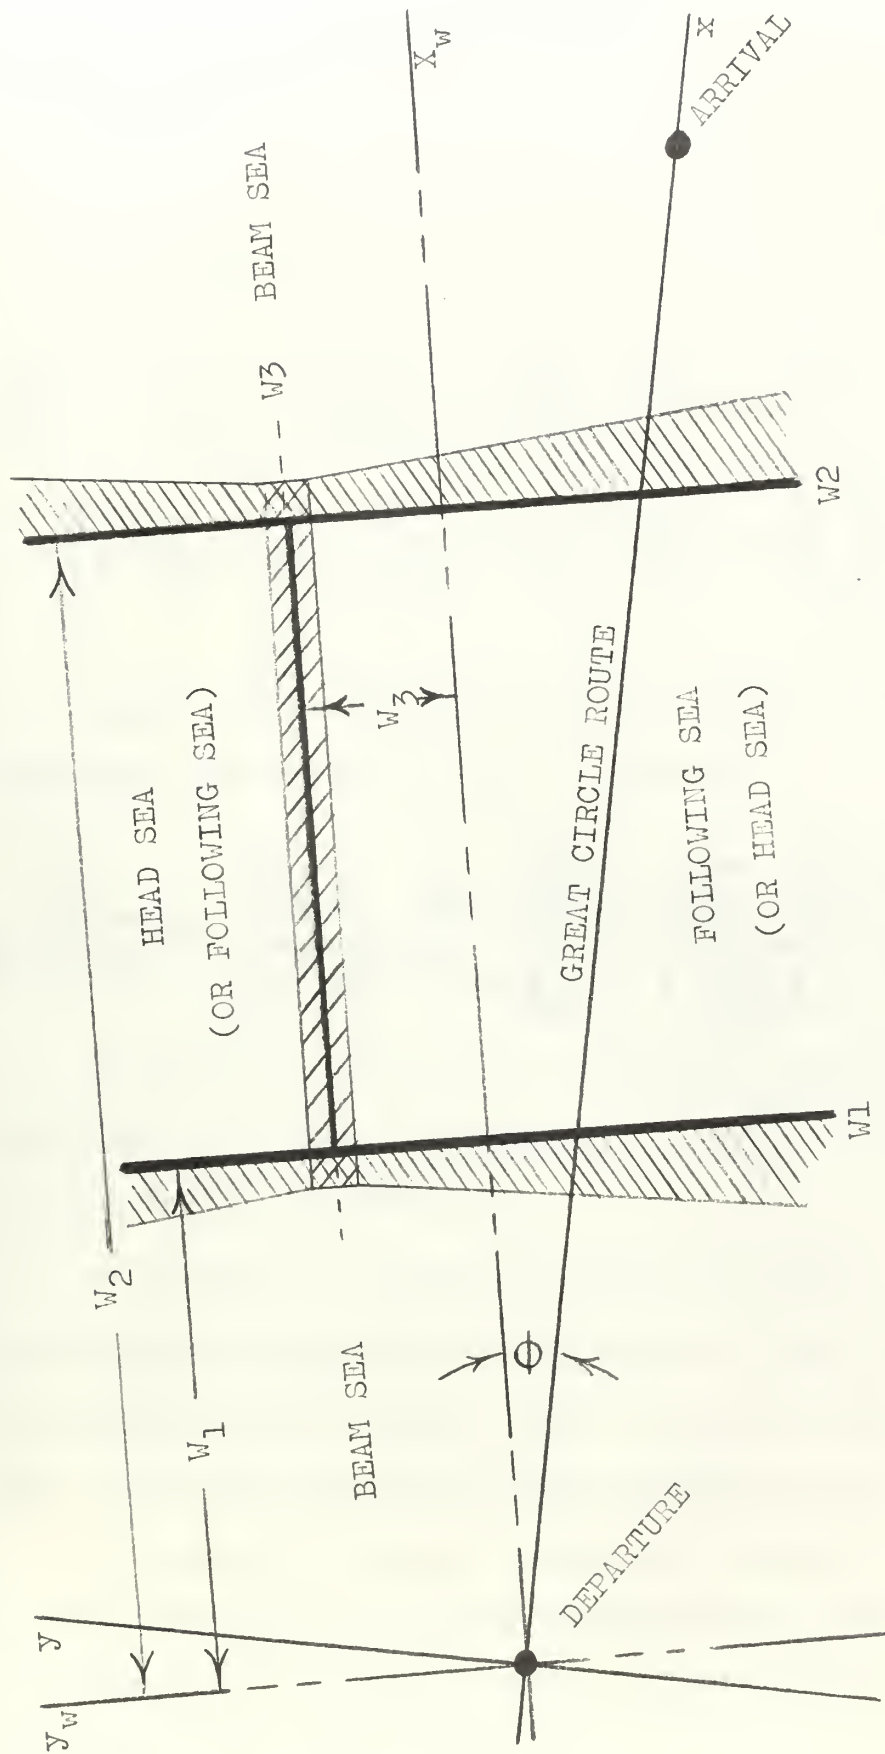 y_w
y
W_2
W_1
BEAM SEA
DEPARTURE
Φ
HEAD SEA
(OR FOLLOWING SEA)
W_3
GREAT CIRCLE ROUTE
FOLLOWING SEA
(OR HEAD SEA)
W1
W2
W3
BEAM SEA
X_w
x
ARRIVAL